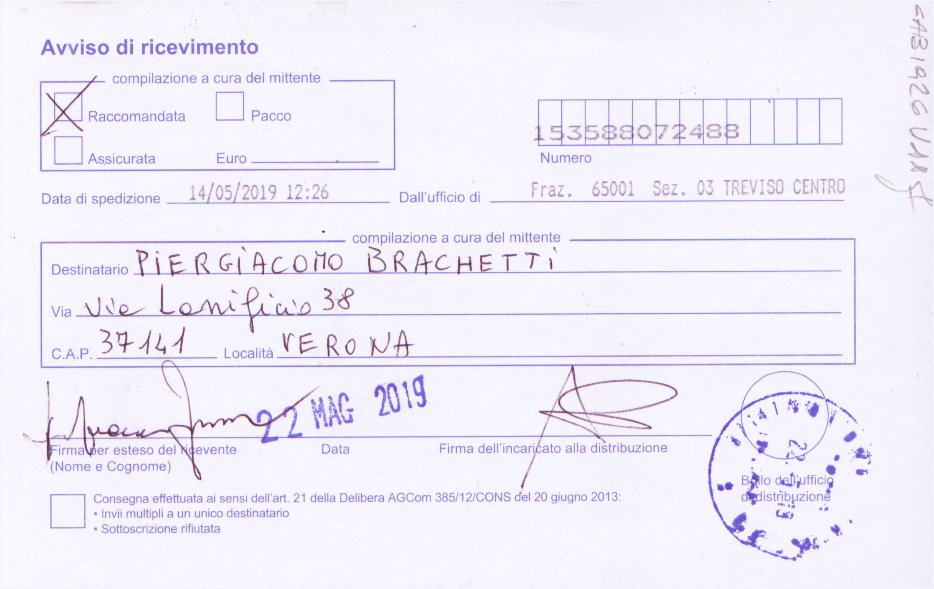 Avviso di ricevimento
compilazione a cura del mittente
Raccomandata Pacco
Assicurata Euro
153588072488
Numero
Data di spedizione 14/05/2019 12:26 Dall'ufficio di Fraz. 65001 Sez. 03 TREVISO CENTRO
compilazione a cura del mittente
Destinatario PIERGIACOMO BRACHETTI
Via Via Lanificio 38
C.A.P. 37141 Località VERONA
22 MAG 2019
Firma per esteso del ricevente Data Firma dell'incaricato alla distribuzione
(Nome e Cognome)
Bollo dell'ufficio
di distribuzione
Consegna effettuata ai sensi dell'art. 21 della Delibera AGCom 385/12/CONS del 20 giugno 2013:
• Invii multipli a un unico destinatario
• Sottoscrizione rifiutata